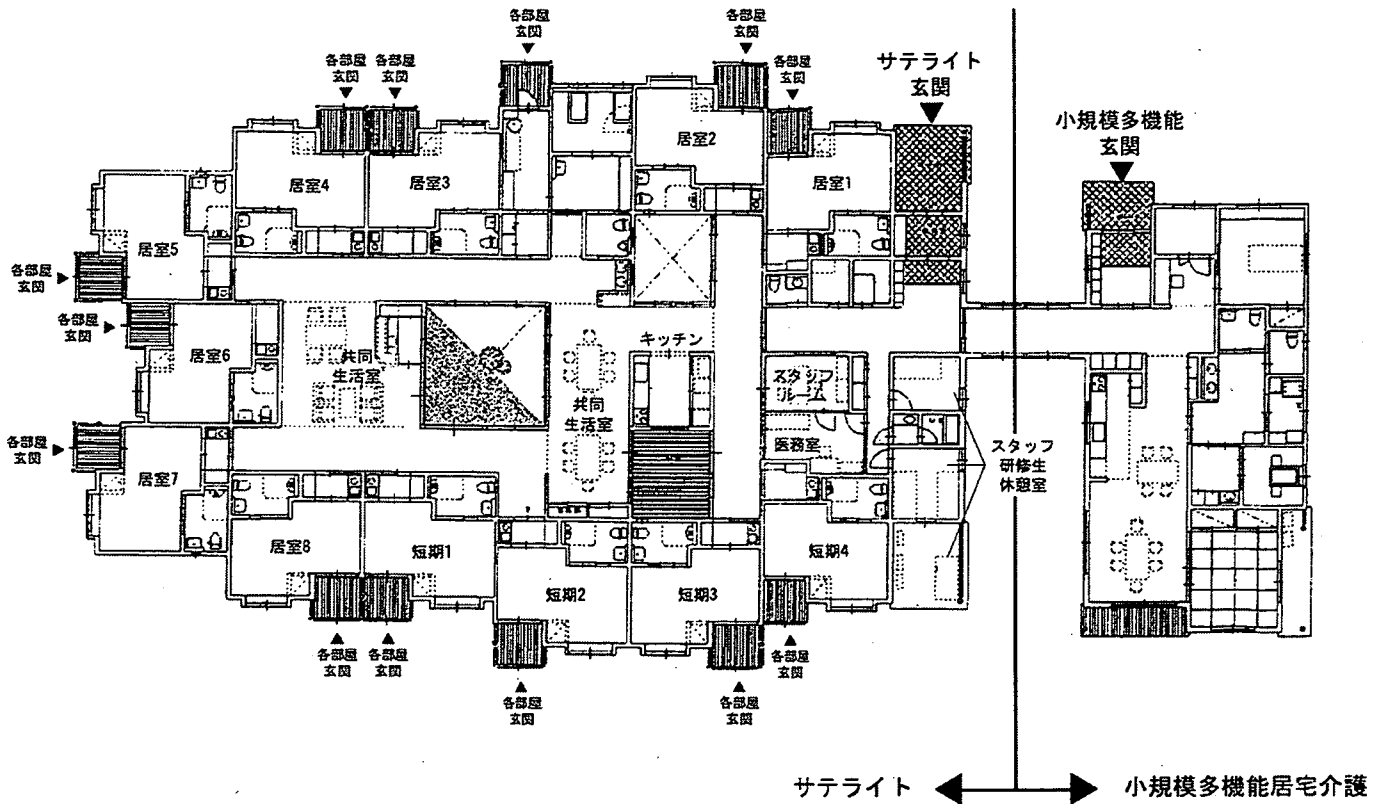 各部屋
玄関
各部屋
玄関
各部屋
玄関
各部屋
玄関
各部屋
玄関
サテライト
玄関
小規模多機能
玄関
居室4
居室3
居室2
居室1
居室5
各部屋
玄関
各部屋
玄関
居室6
共同
生活室
キッチン
共同
生活室
スタッフ
ルーム
医務室
スタッフ
研修生
休憩室
各部屋
玄関
居室7
居室8
短期1
短期2
短期3
短期4
各部屋
玄関
各部屋
玄関
各部屋
玄関
各部屋
玄関
各部屋
玄関
サテライト
小規模多機能居宅介護